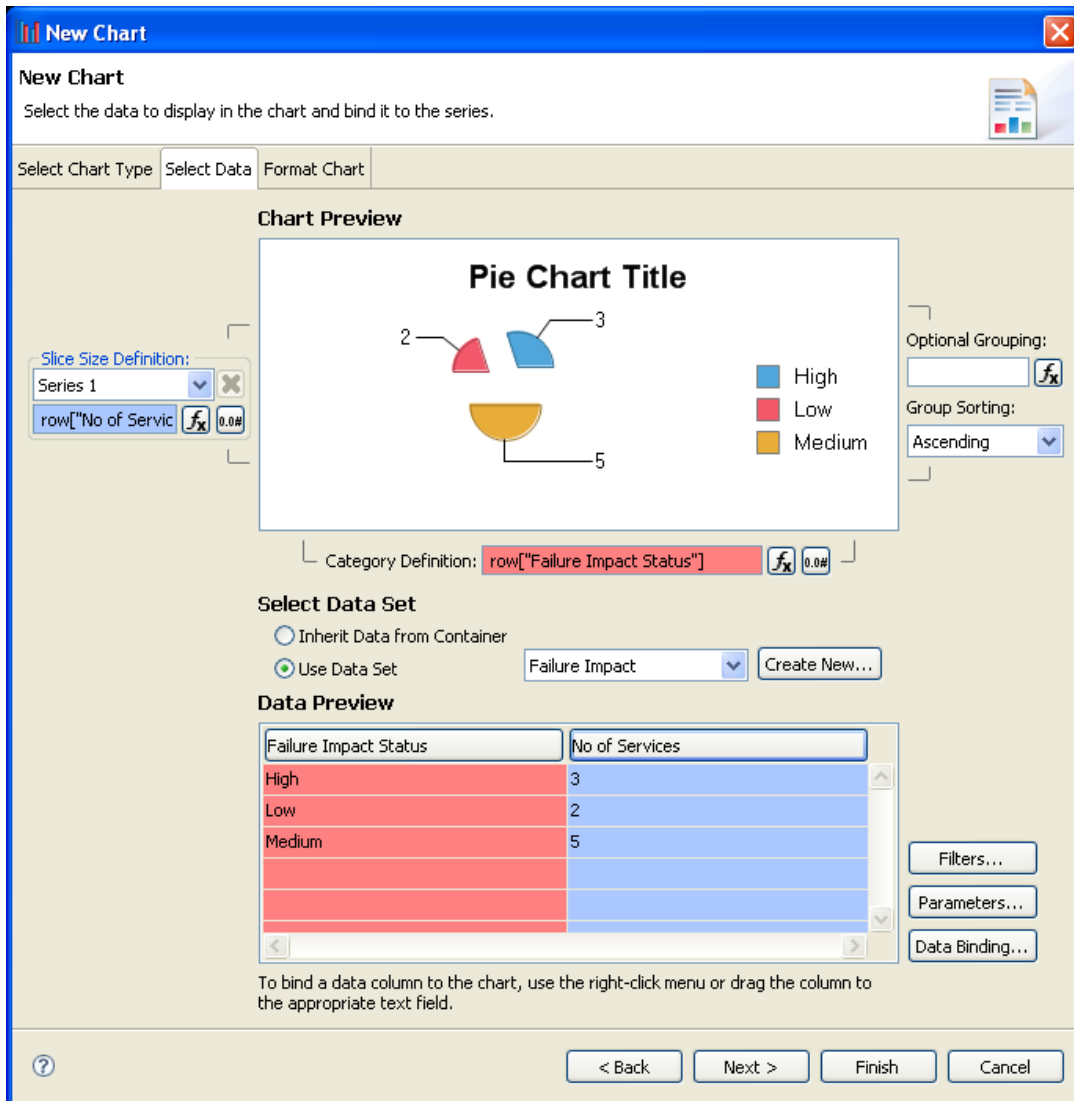 New Chart
New Chart
Select the data to display in the chart and bind it to the series.
Select Chart Type Select Data Format Chart
Chart Preview
Pie Chart Title
2
3
5
High
Low
Medium
Slice Size Definition:
Series 1
row["No of Servic fx 0.0#
Optional Grouping:
fx
Group Sorting:
Ascending
Category Definition: row["Failure Impact Status"] fx 0.0#
Select Data Set
Inherit Data from Container
Use Data Set Failure Impact Create New...
Data Preview
Failure Impact Status No of Services
High 3
Low 2
Medium 5
Filters...
Parameters...
Data Binding...
To bind a data column to the chart, use the right-click menu or drag the column to
the appropriate text field.
? < Back Next > Finish Cancel